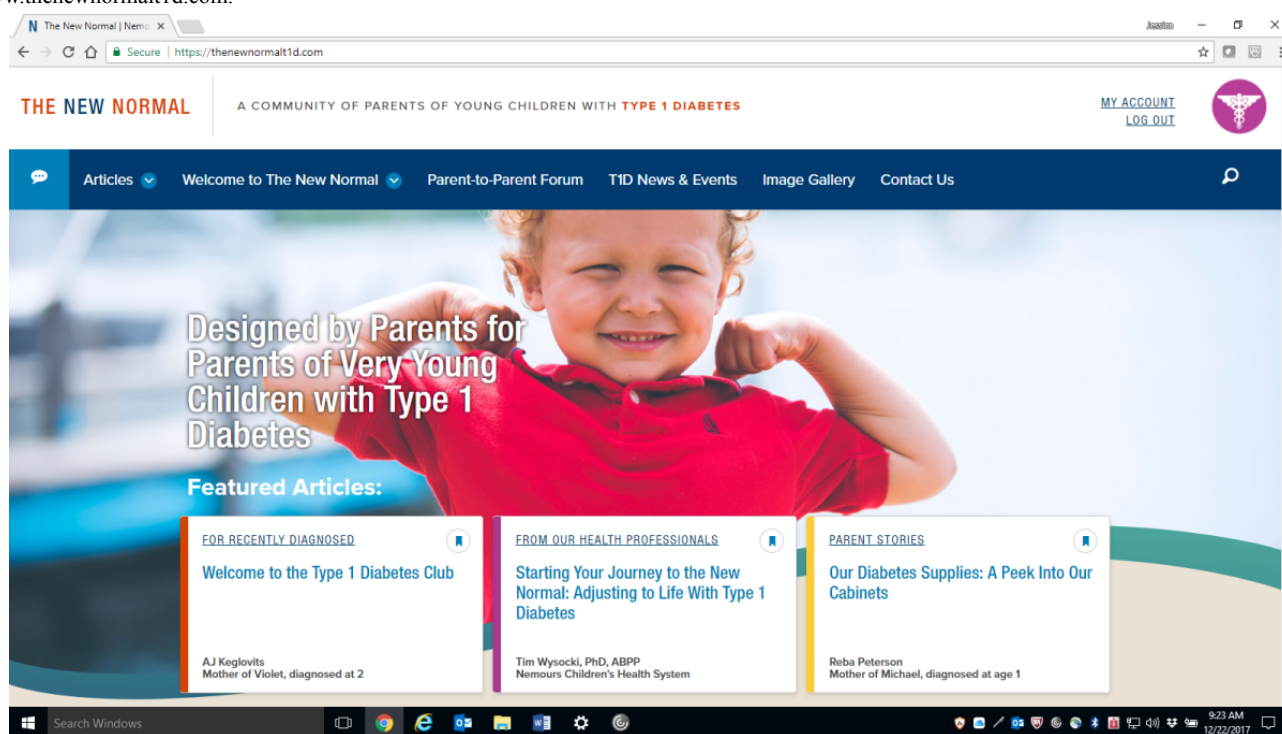 www.thenewnormalt1d.com.
The New Normal | Nemo
Jessica
Secure | https://thenewnormalt1d.com
THE NEW NORMAL
A COMMUNITY OF PARENTS OF YOUNG CHILDREN WITH TYPE 1 DIABETES
MY ACCOUNT
LOG OUT
Articles Welcome to The New Normal Parent-to-Parent Forum T1D News & Events Image Gallery Contact Us
Designed by Parents for
Parents of Very Young
Children with Type 1
Diabetes
Featured Articles:
FOR RECENTLY DIAGNOSED
Welcome to the Type 1 Diabetes Club
AJ Keglovits
Mother of Violet, diagnosed at 2
FROM OUR HEALTH PROFESSIONALS
Starting Your Journey to the New
Normal: Adjusting to Life With Type 1
Diabetes
Tim Wysocki, PhD, ABPP
Nemours Children's Health System
PARENT STORIES
Our Diabetes Supplies: A Peek Into Our
Cabinets
Reba Peterson
Mother of Michael, diagnosed at age 1
Search Windows
9:23 AM
12/22/2017